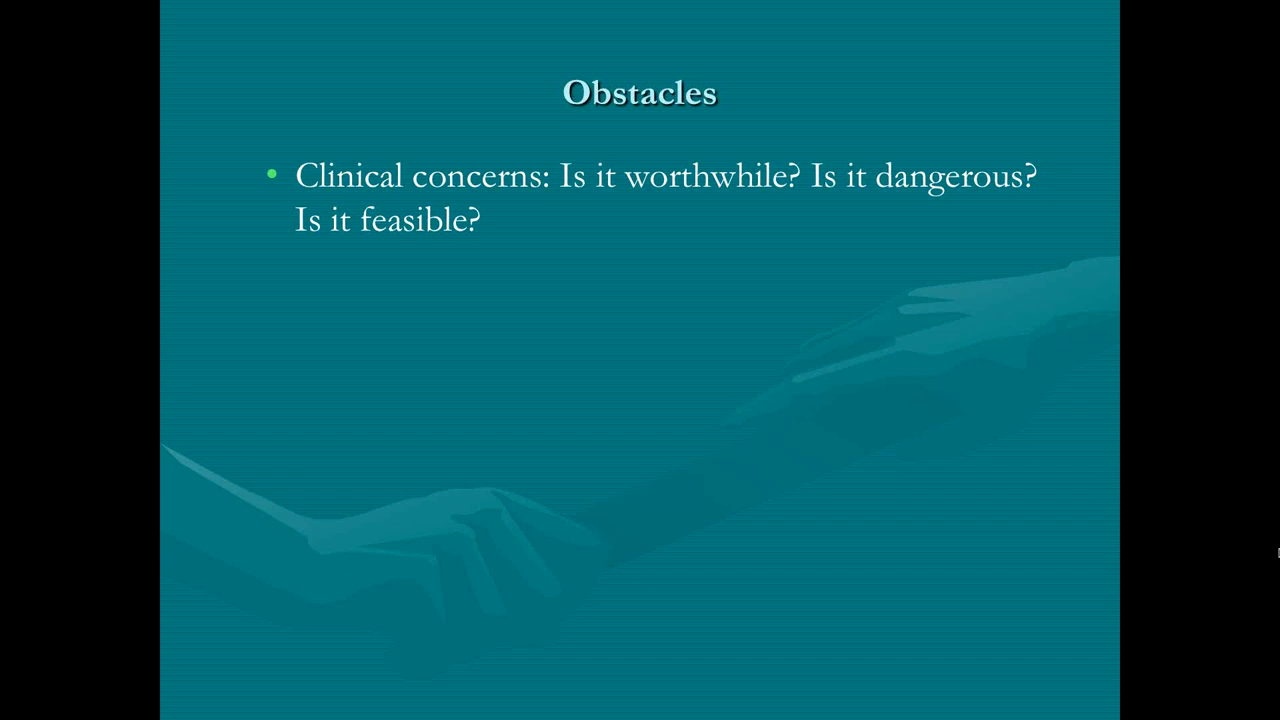 Obstacles
• Clinical concerns: Is it worthwhile? Is it dangerous?
Is it feasible?